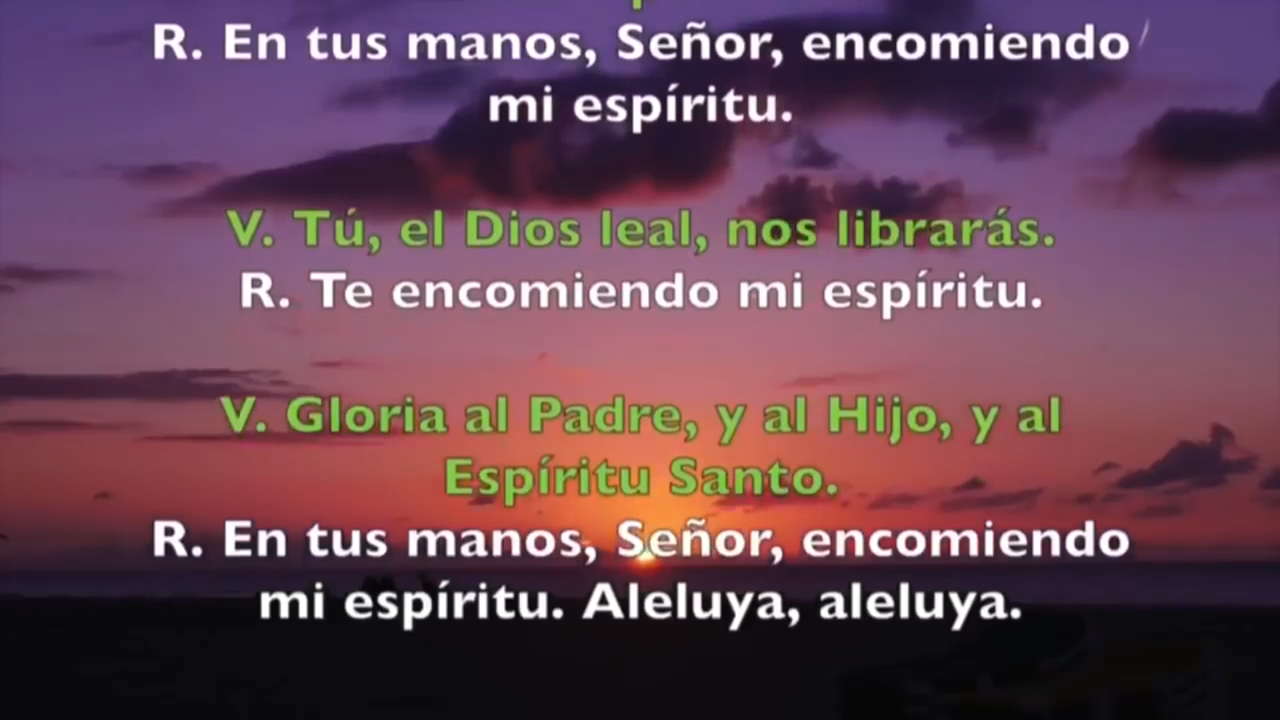 R. En tus manos, Señor, encomiendo
mi espíritu.
V. Tú, el Dios leal, nos librarás.
R. Te encomiendo mi espíritu.
V. Gloria al Padre, y al Hijo, y al
Espíritu Santo.
R. En tus manos, Señor, encomiendo
mi espíritu. Aleluya, aleluya.